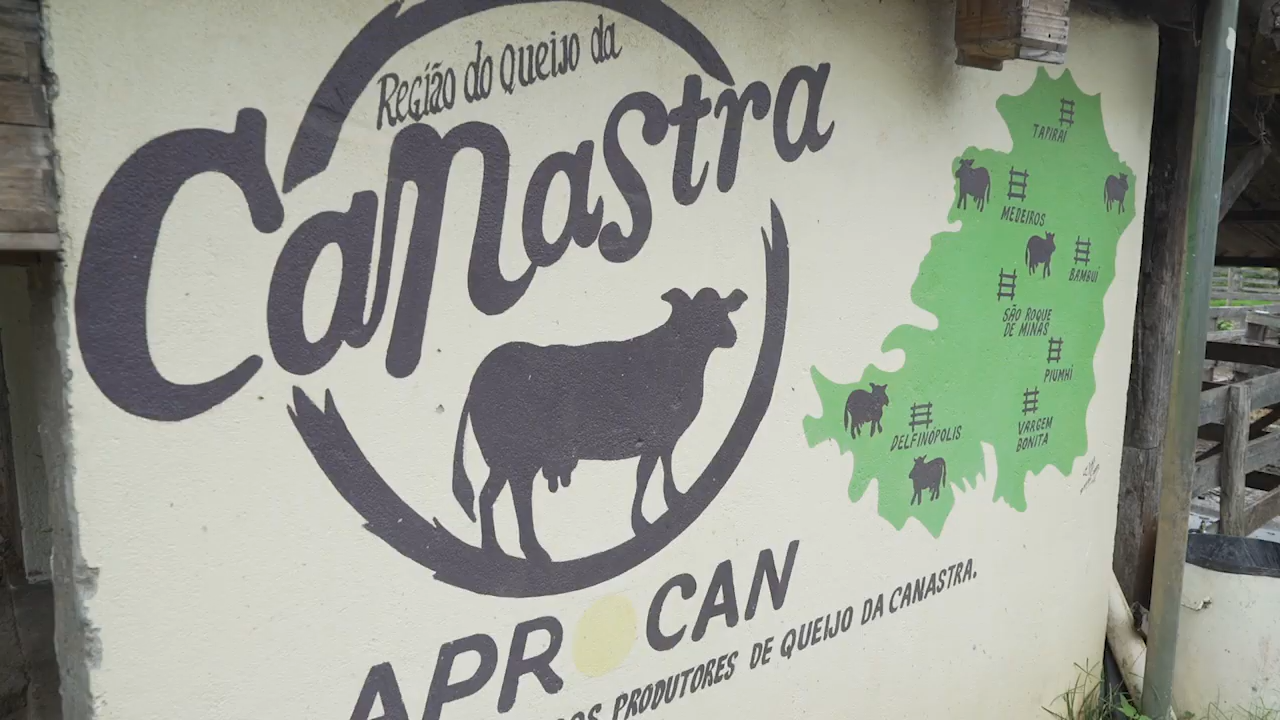 Região do Queijo da
Canastra
APROCAN
DOS PRODUTORES DE QUEIJO DA CANASTRA.
TAPIRAÍ
MEDEIROS
BAMBUÍ
SÃO ROQUE
DE MINAS
PIUMHI
VARGEM
BONITA
DELFINÓPOLIS